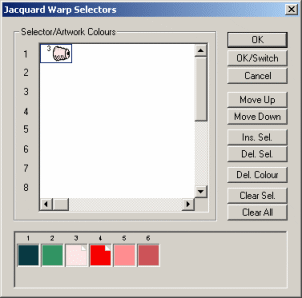 Jacquard Warp Selectors
Selector/Artwork Colours
OK
1
3
OK/Switch
2
Cancel
3
Move Up
4
Move Down
5
Ins. Sel.
6
Del. Sel.
7
Del. Colour
8
Clear Sel.
Clear All
1 2 3 4 5 6